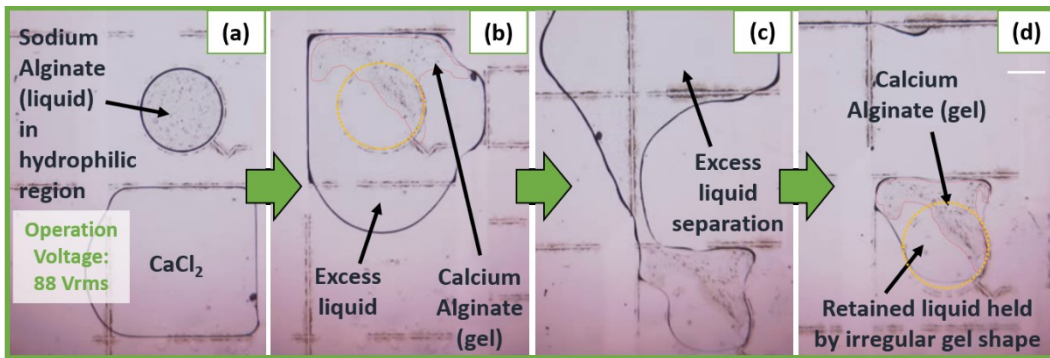 (a)
Sodium
Alginate
(liquid)
in
hydrophilic
region
Operation
Voltage:
88 Vrms
CaCl₂
(b)
Excess
liquid
Calcium
Alginate
(gel)
(c)
Excess
liquid
separation
(d)
Calcium
Alginate (gel)
Retained liquid held
by irregular gel shape